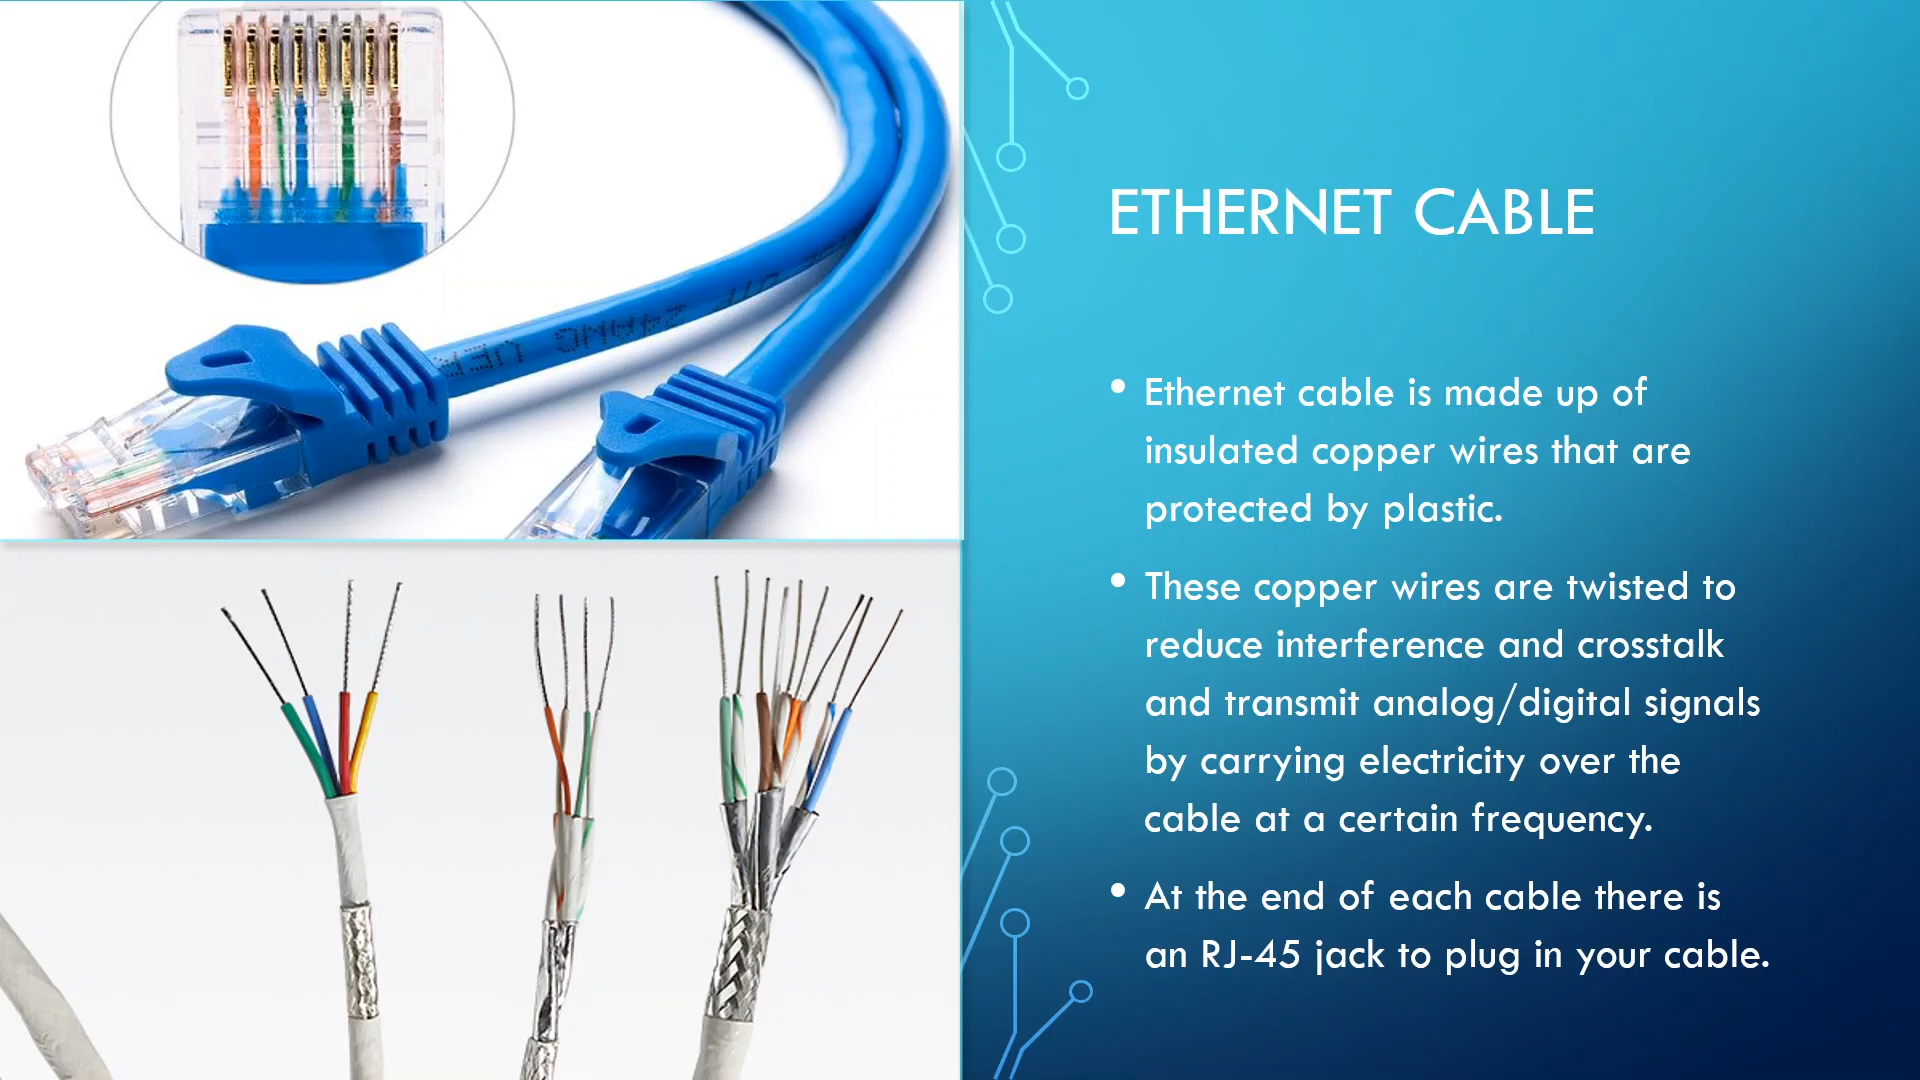 ETHERNET CABLE
• Ethernet cable is made up of
insulated copper wires that are
protected by plastic.
• These copper wires are twisted to
reduce interference and crosstalk
and transmit analog/digital signals
by carrying electricity over the
cable at a certain frequency.
• At the end of each cable there is
an RJ-45 jack to plug in your cable.